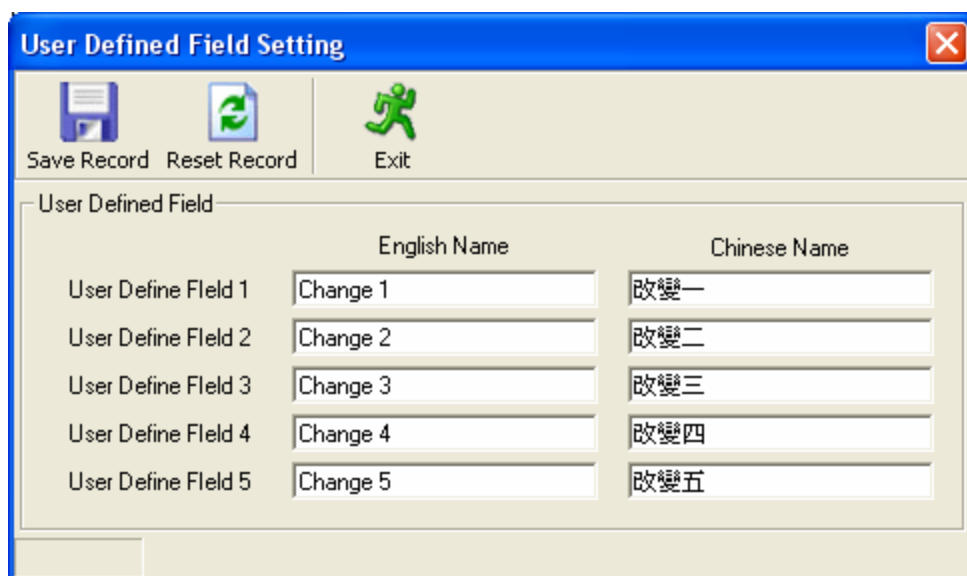 User Defined Field Setting
Save Record Reset Record Exit
User Defined Field
English Name Chinese Name
User Define FIeld 1 Change 1 改變一
User Define FIeld 2 Change 2 改變二
User Define FIeld 3 Change 3 改變三
User Define FIeld 4 Change 4 改變四
User Define FIeld 5 Change 5 改變五